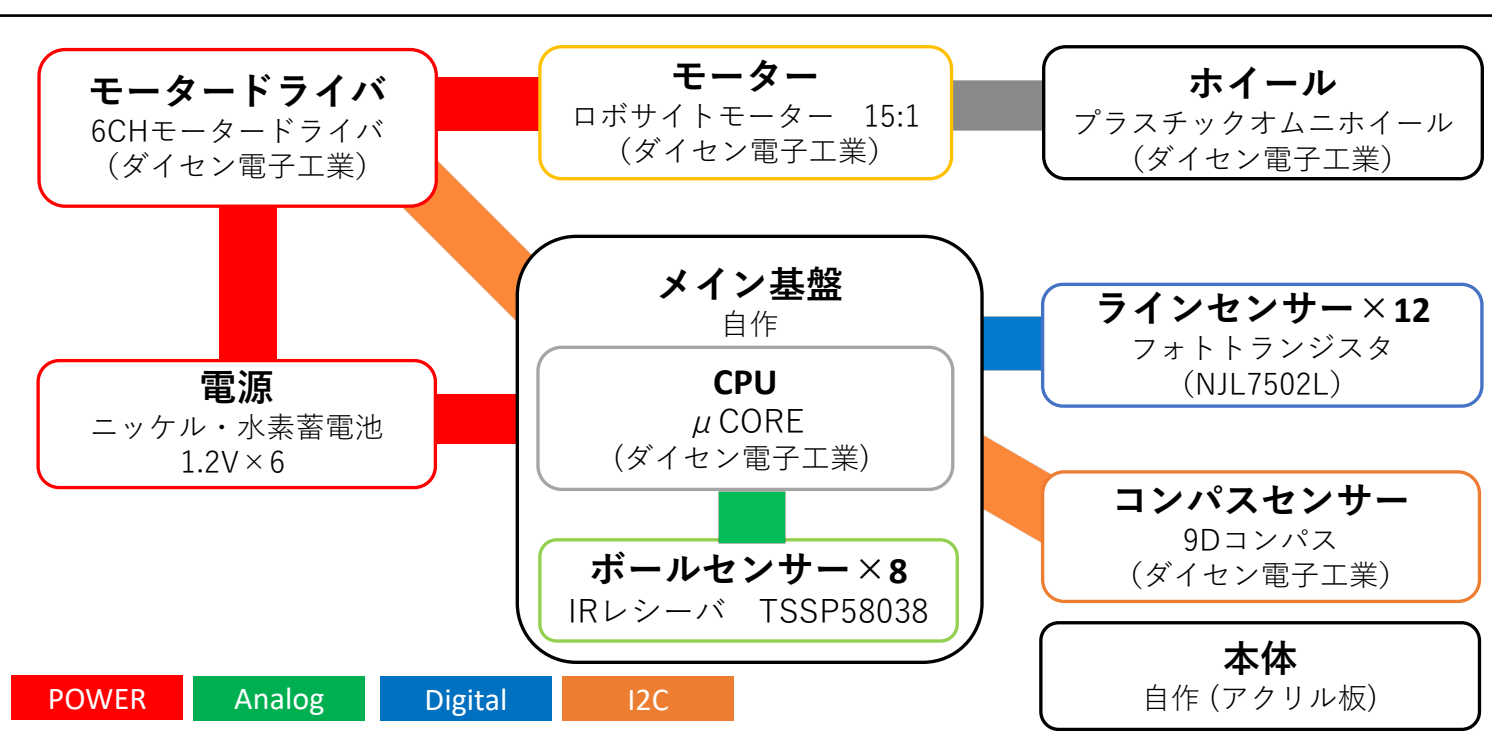 モータードライバ
6CHモータードライバ
(ダイセン電子工業)
モーター
ロボサイトモーター　15:1
(ダイセン電子工業)
ホイール
プラスチックオムニホイール
(ダイセン電子工業)
電源
ニッケル・水素蓄電池
1.2V×6
メイン基盤
自作
CPU
μCORE
(ダイセン電子工業)
ボールセンサー×8
IRレシーバ　TSSP58038
ラインセンサー×12
フォトトランジスタ
(NJL7502L)
コンパスセンサー
9Dコンパス
(ダイセン電子工業)
本体
自作 (アクリル板)
POWER
Analog
Digital
I2C